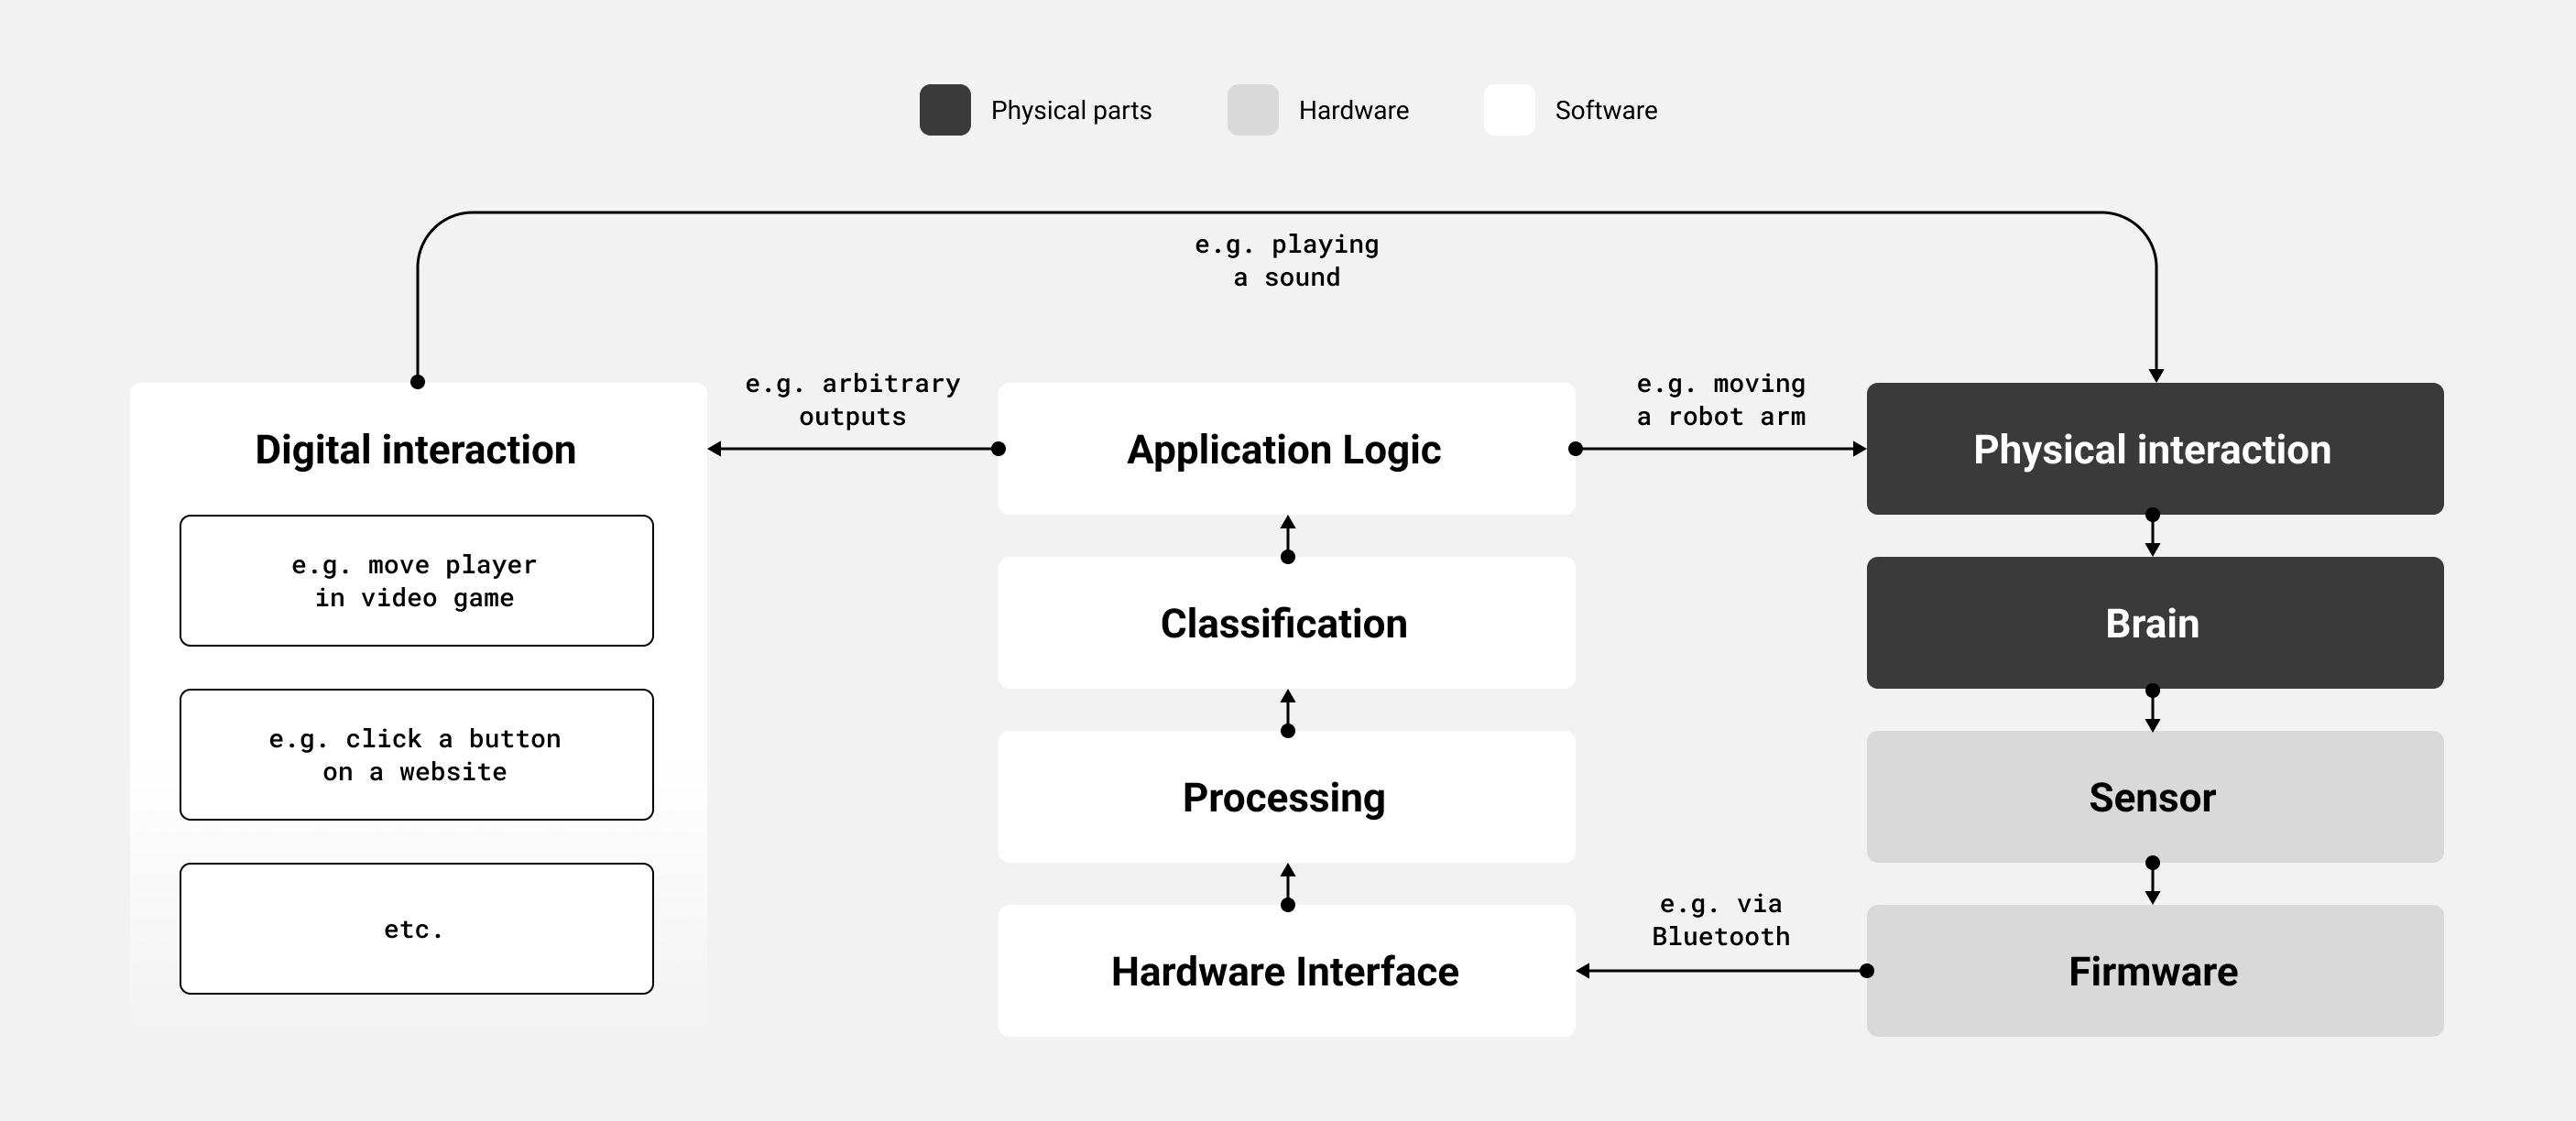 Physical parts
Hardware
Software
e.g. playing
a sound
Digital interaction
e.g. move player
in video game
e.g. click a button
on a website
etc.
e.g. arbitrary
outputs
Application Logic
Classification
Processing
Hardware Interface
e.g. moving
a robot arm
e.g. via
Bluetooth
Physical interaction
Brain
Sensor
Firmware